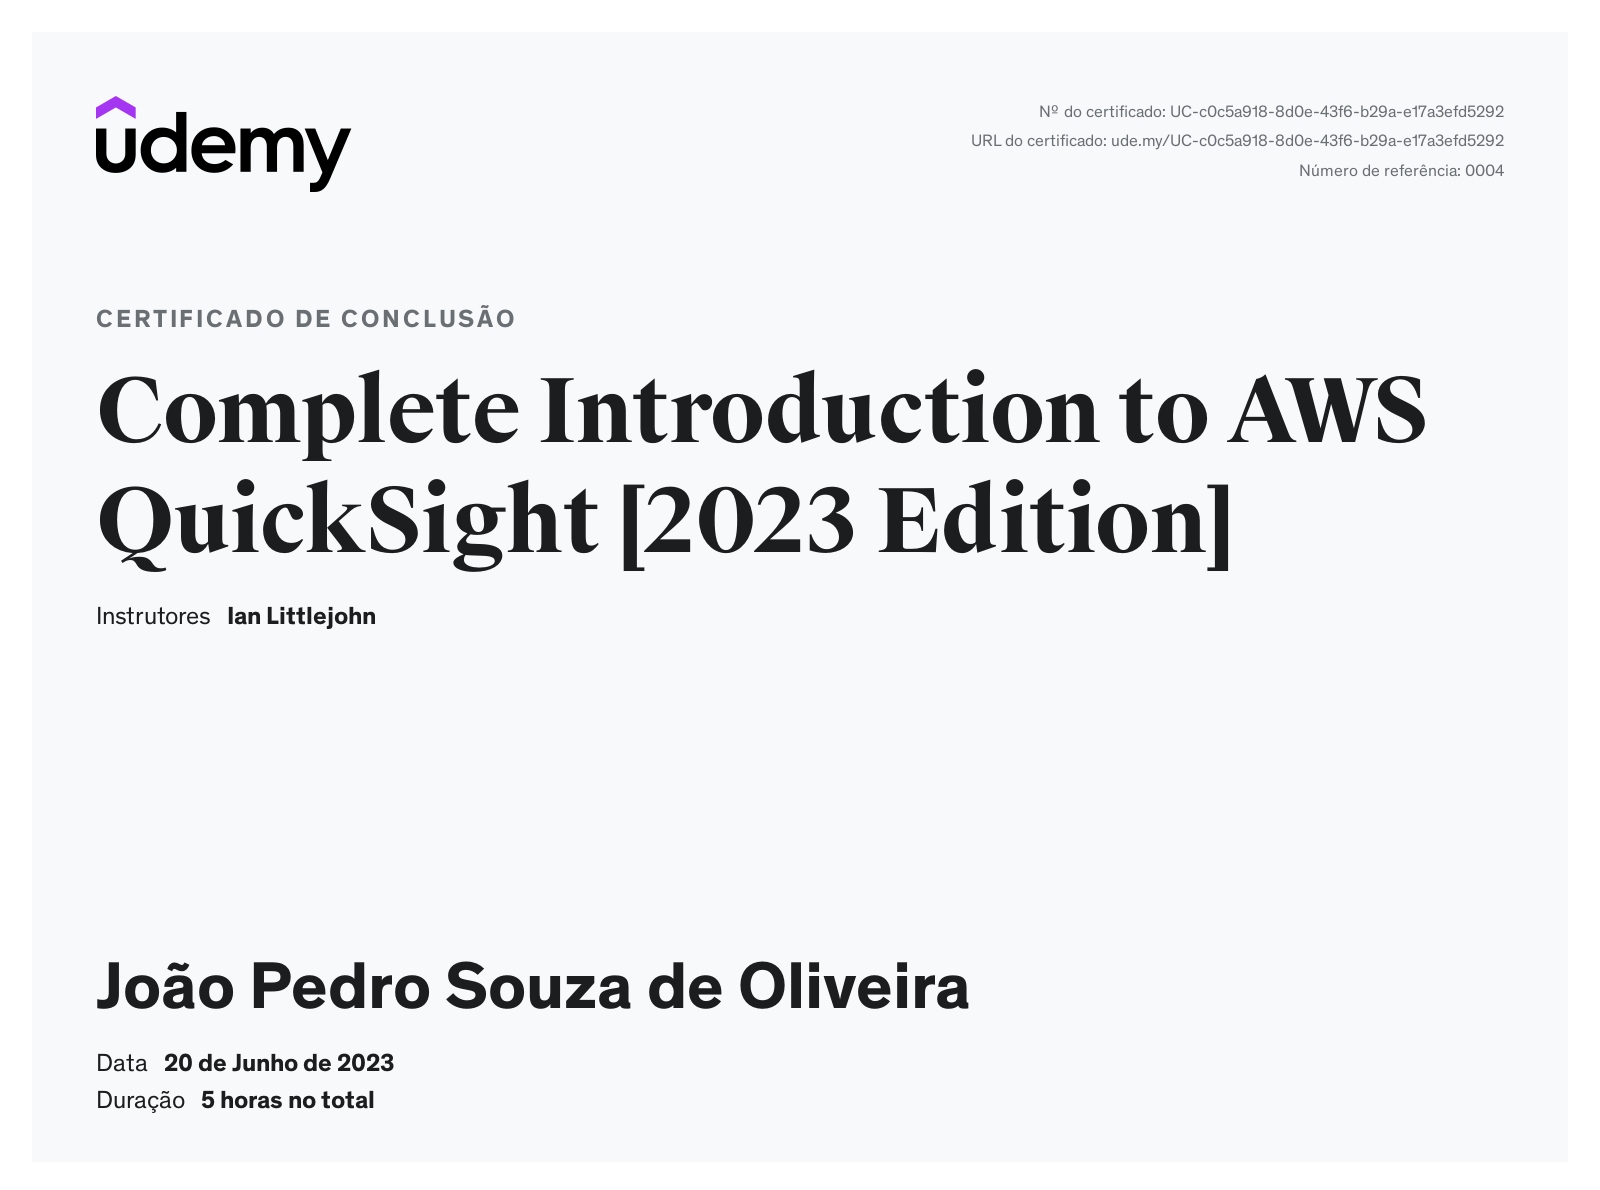 udemy
Nº do certificado: UC-c0c5a918-8d0e-43f6-b29a-e17a3efd5292
URL do certificado: ude.my/UC-c0c5a918-8d0e-43f6-b29a-e17a3efd5292
Número de referência: 0004
CERTIFICADO DE CONCLUSÃO
Complete Introduction to AWS
QuickSight [2023 Edition]
Instrutores Ian Littlejohn
João Pedro Souza de Oliveira
Data 20 de Junho de 2023
Duração 5 horas no total